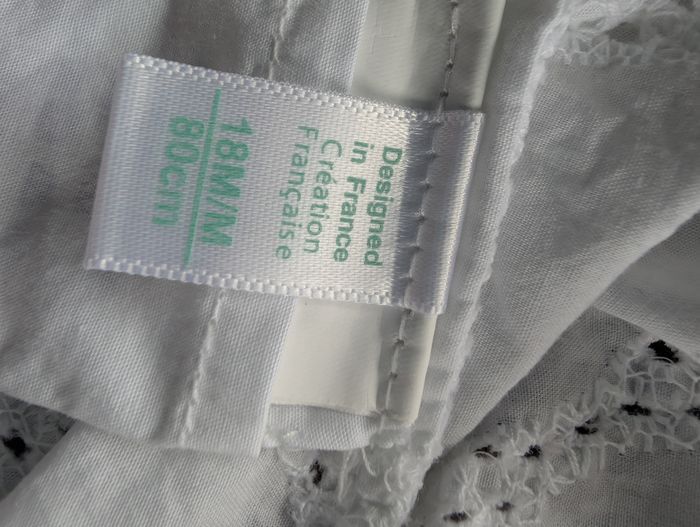 Designed
in France
Création
Française
18M/M
80cm